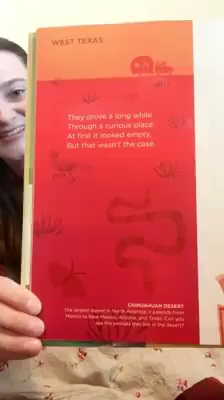 WEST TEXAS
They drove a long while
Through a curious place.
At first it looked empty,
But that wasn't the case.
CHIHUAHUAN DESERT
The largest desert in North America, it extends from
Mexico to New Mexico, Arizona, and Texas. Can you
see the animals that live in the desert?